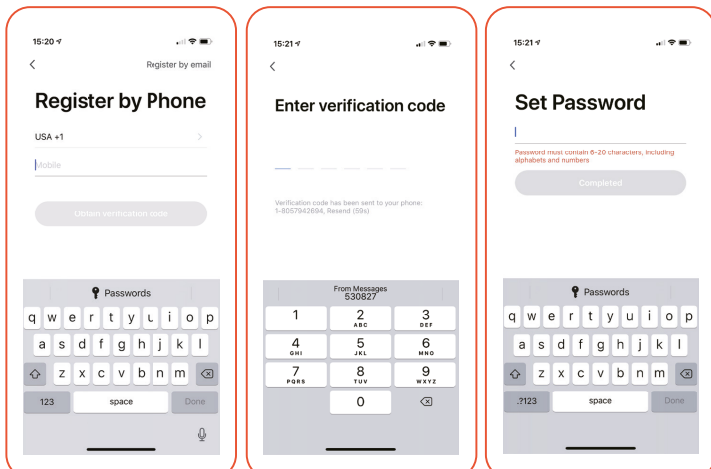 15:20
Register by email
Register by Phone
USA +1
Mobile
Obtain verification code
Passwords
q w e r t y u i o p
a s d f g h j k l
z x c v b n m
123 space Done
15:21
Enter verification code
Verification code has been sent to your phone:
1-8057942694, Resend (59s)
From Messages
530827
1 2 3
ABC DEF
4 5 6
GHI JKL MNO
7 8 9
PQRS TUV WXYZ
0
15:21
Set Password
Password must contain 6-20 characters, including
alphabets and numbers
Completed
Passwords
q w e r t y u i o p
a s d f g h j k l
z x c v b n m
.?123 space Done